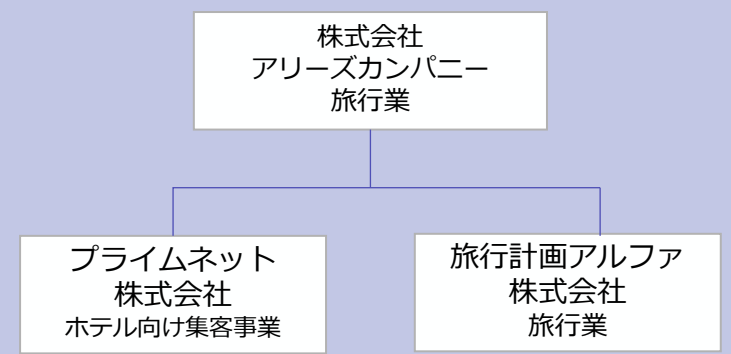 株式会社
アリーズカンパニー
旅行業
プライムネット
株式会社
ホテル向け集客事業
旅行計画アルファ
株式会社
旅行業